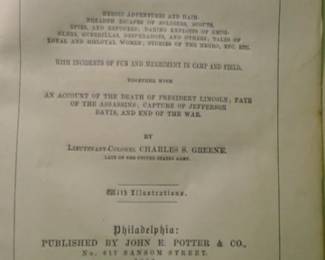 HEROIC ADVENTURES AND HAIR-
BREADTH ESCAPES OF SOLDIERS, SCOUTS,
SPIES, AND REFUGEES; DARING EXPLOITS OF SMUG-
GLERS, GUERRILLAS, DESPERADOES, AND OTHERS; TALES OF
LOYAL AND DISLOYAL WOMEN; STORIES OF THE NEGRO, ETC. ETC.
WITH INCIDENTS OF FUN AND MERRIMENT IN CAMP AND FIELD.
TOGETHER WITH
AN ACCOUNT OF THE DEATH OF PRESIDENT LINCOLN; FATE
OF THE ASSASSINS; CAPTURE OF JEFFERSON
DAVIS, AND END OF THE WAR.
BY
LIEUTENANT-COLONEL CHARLES S. GREENE,
LATE OF THE UNITED STATES ARMY.
With Illustrations.
Philadelphia:
PUBLISHED BY JOHN E. POTTER & CO.,
No. 617 SANSOM STREET.